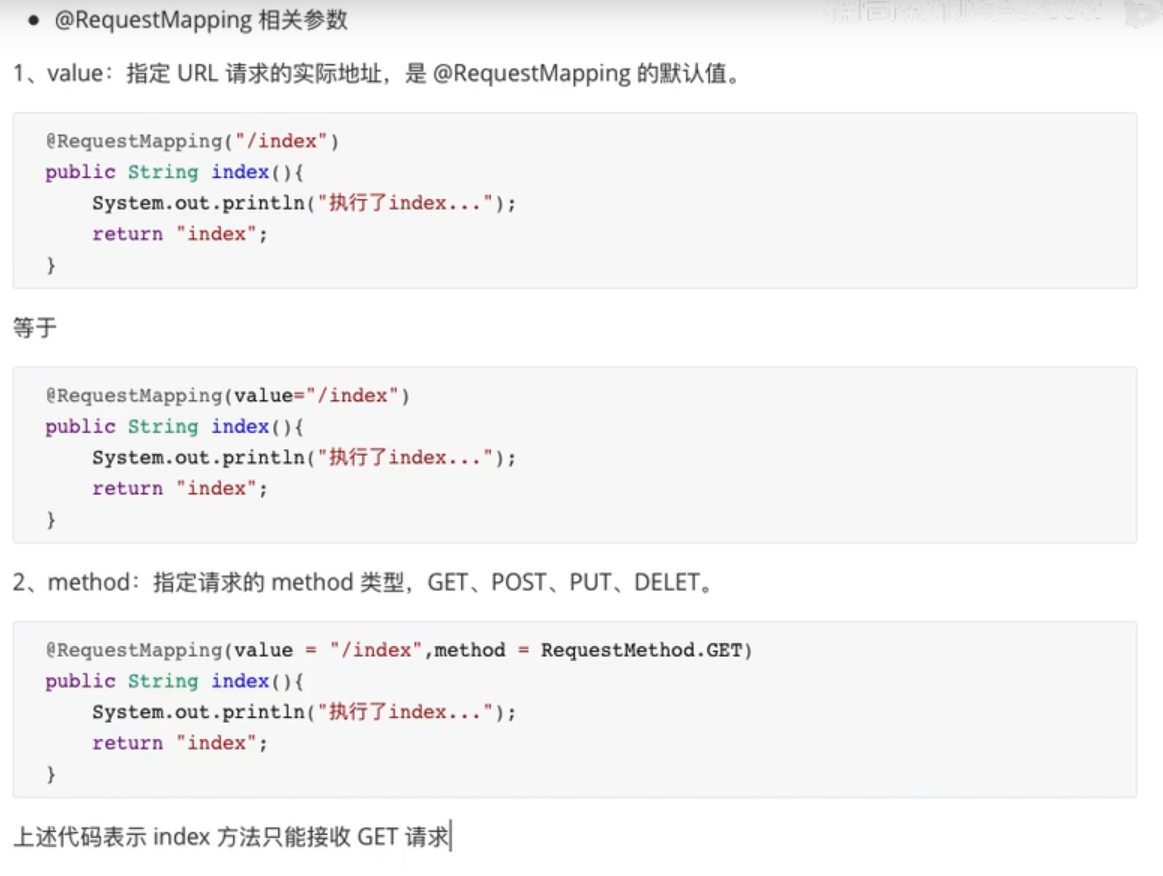 • @RequestMapping 相关参数
1、value：指定 URL 请求的实际地址，是 @RequestMapping 的默认值。
@RequestMapping("/index")
public String index(){
    System.out.println("执行了index...");
    return "index";
}
等于
@RequestMapping(value="/index")
public String index(){
    System.out.println("执行了index...");
    return "index";
}
2、method：指定请求的 method 类型，GET、POST、PUT、DELET。
@RequestMapping(value = "/index",method = RequestMethod.GET)
public String index(){
    System.out.println("执行了index...");
    return "index";
}
上述代码表示 index 方法只能接收 GET 请求